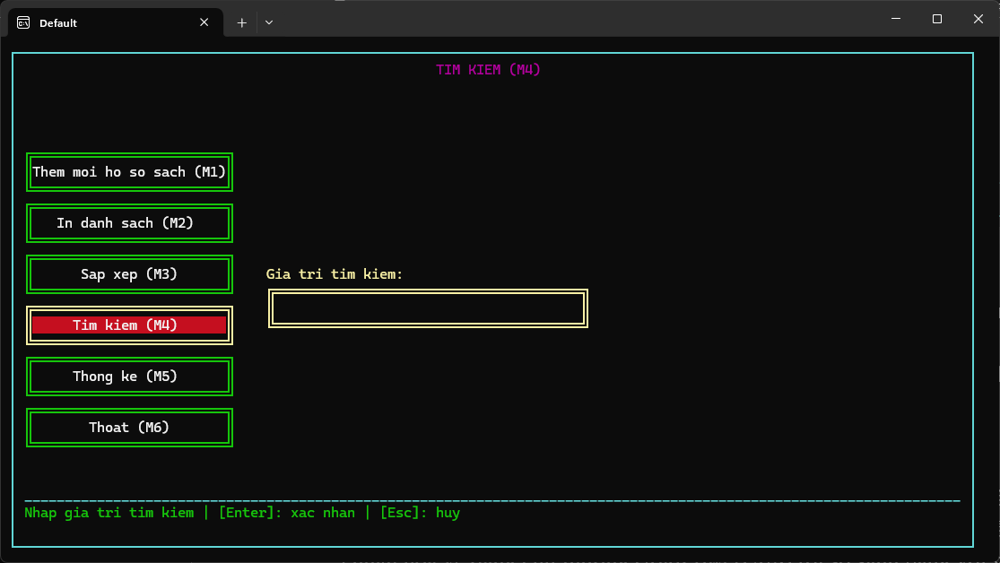 Default
TIM KIEM (M4)
Them moi ho so sach (M1)
In danh sach (M2)
Sap xep (M3)
Gia tri tim kiem:
Tim kiem (M4)
Thong ke (M5)
Thoat (M6)
Nhap gia tri tim kiem | [Enter]: xac nhan | [Esc]: huy